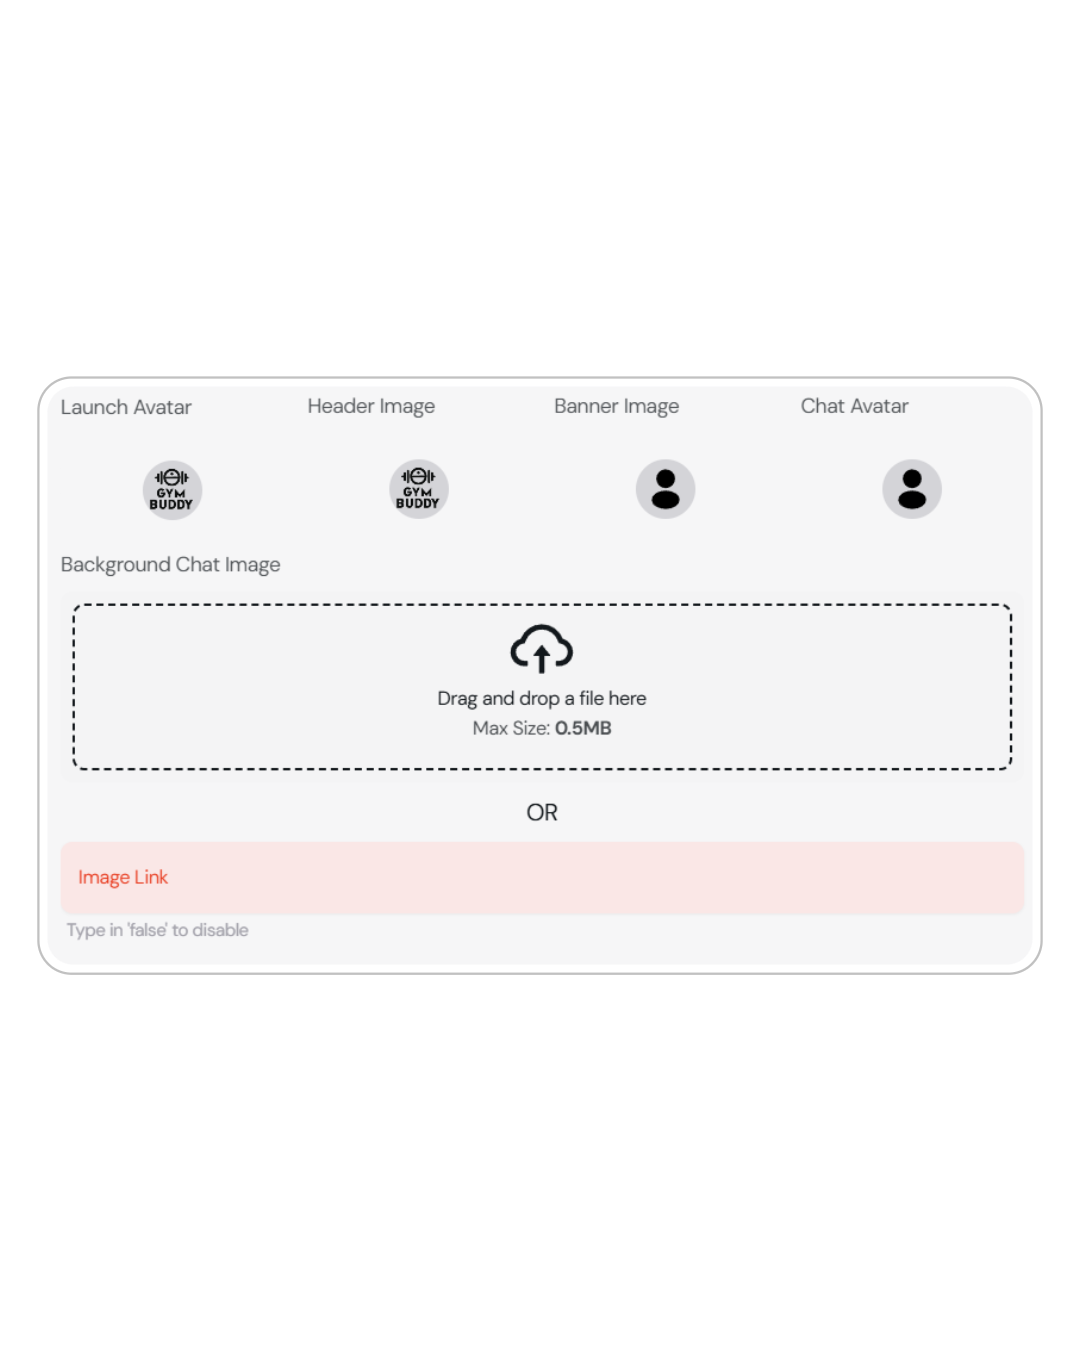 Launch Avatar
Header Image
Banner Image
Chat Avatar
GYM
BUDDY
GYM
BUDDY
Background Chat Image
Drag and drop a file here
Max Size: 0.5MB
OR
Image Link
Type in 'false' to disable